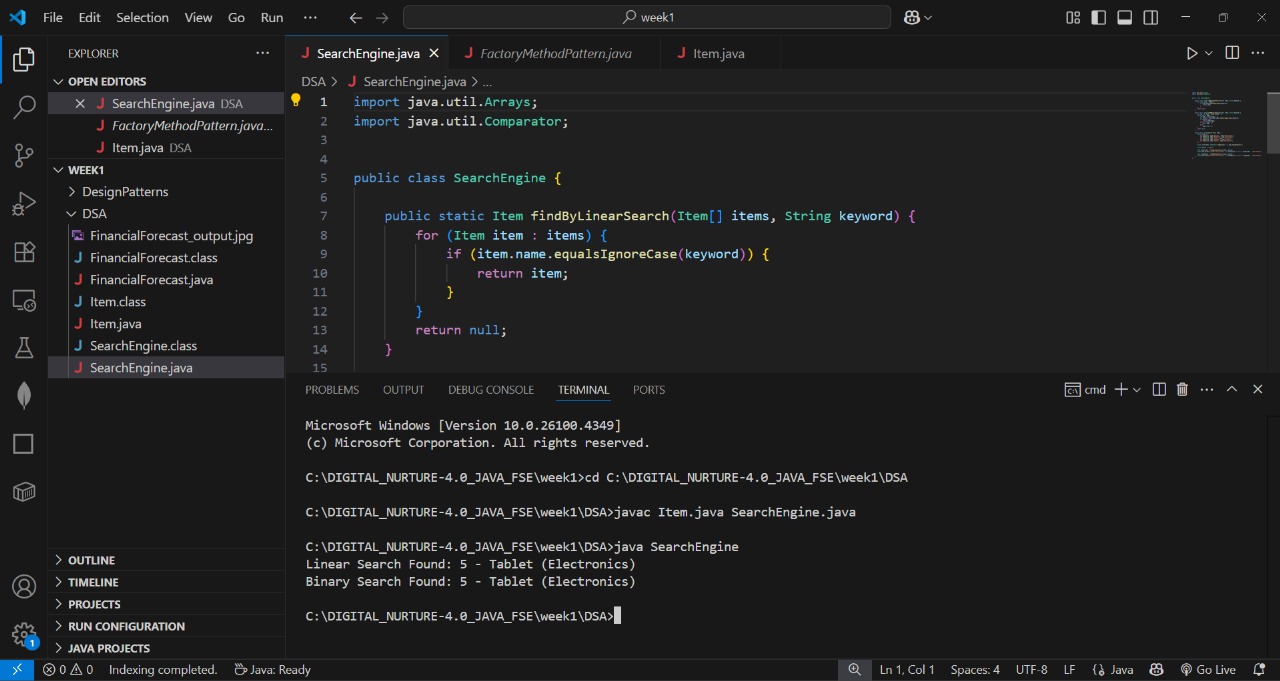 File Edit Selection View Go Run ··· week1
EXPLORER ···
OPEN EDITORS
SearchEngine.java DSA
FactoryMethodPattern.java...
Item.java DSA
WEEK1
DesignPatterns
DSA
FinancialForecast_output.jpg
FinancialForecast.class
FinancialForecast.java
Item.class
Item.java
SearchEngine.class
SearchEngine.java
OUTLINE
TIMELINE
PROJECTS
RUN CONFIGURATION
JAVA PROJECTS
SearchEngine.java FactoryMethodPattern.java Item.java
DSA > SearchEngine.java > ...
1 import java.util.Arrays;
2 import java.util.Comparator;
3
4
5 public class SearchEngine {
6
7 public static Item findByLinearSearch(Item[] items, String keyword) {
8 for (Item item : items) {
9 if (item.name.equalsIgnoreCase(keyword)) {
10 return item;
11 }
12 }
13 return null;
14 }
15
PROBLEMS OUTPUT DEBUG CONSOLE TERMINAL PORTS cmd
Microsoft Windows [Version 10.0.26100.4349]
(c) Microsoft Corporation. All rights reserved.
C:\DIGITAL_NURTURE-4.0_JAVA_FSE\week1>cd C:\DIGITAL_NURTURE-4.0_JAVA_FSE\week1\DSA
C:\DIGITAL_NURTURE-4.0_JAVA_FSE\week1\DSA>javac Item.java SearchEngine.java
C:\DIGITAL_NURTURE-4.0_JAVA_FSE\week1\DSA>java SearchEngine
Linear Search Found: 5 - Tablet (Electronics)
Binary Search Found: 5 - Tablet (Electronics)
C:\DIGITAL_NURTURE-4.0_JAVA_FSE\week1\DSA>
1
0 0 Indexing completed. Java: Ready Ln 1, Col 1 Spaces: 4 UTF-8 LF {} Java Go Live